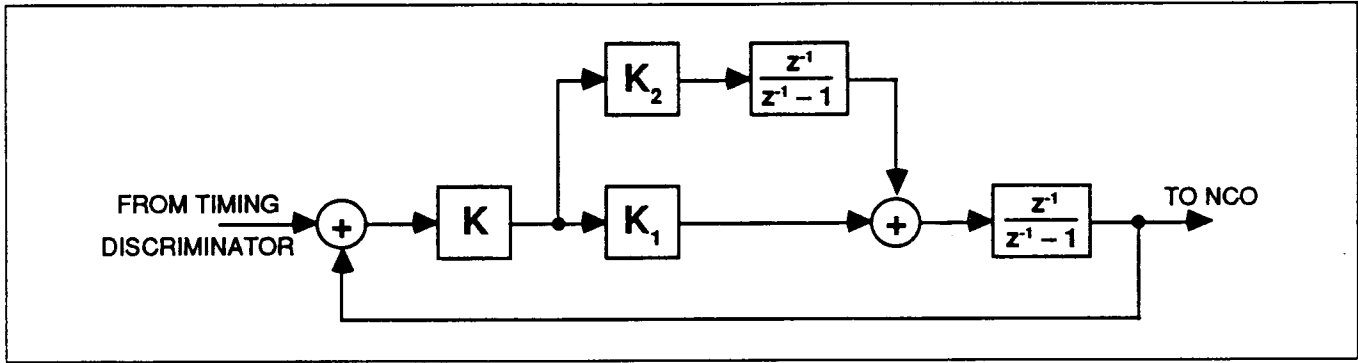 K₂
z⁻¹
z⁻¹ – 1
FROM TIMING
DISCRIMINATOR
+
K
K₁
+
z⁻¹
z⁻¹ – 1
TO NCO